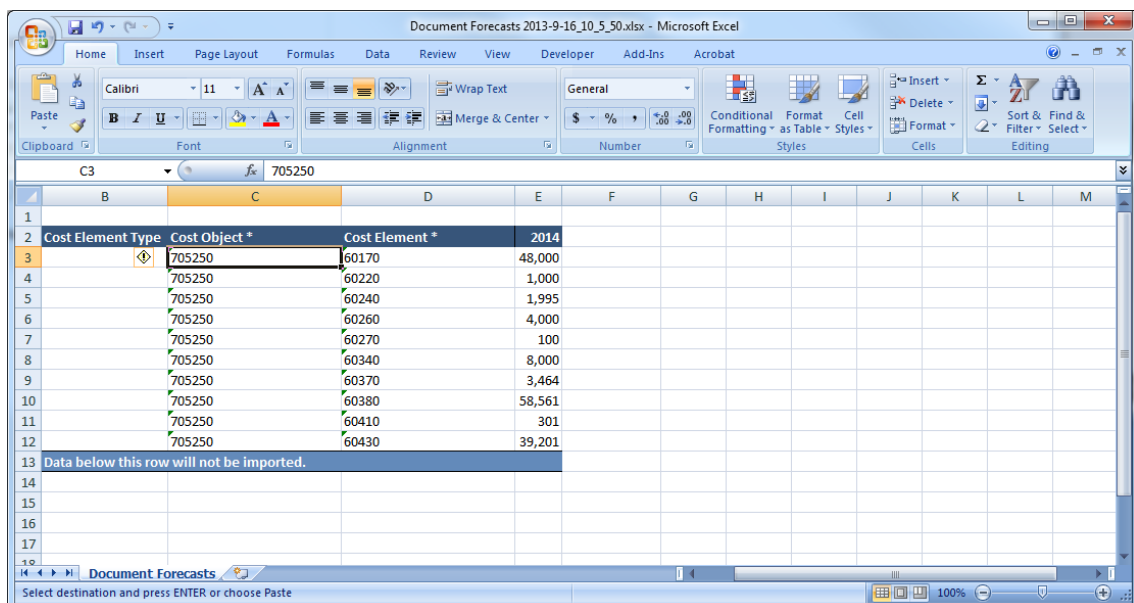 Document Forecasts 2013-9-16_10_5_50.xlsx - Microsoft Excel
Home Insert Page Layout Formulas Data Review View Developer Add-Ins Acrobat
Paste
Calibri 11 A A
B I U A
Wrap Text
Merge & Center
General
$ % , .0 .00 .00 .0
Conditional Formatting Format as Table Cell Styles
Insert
Delete
Format
Σ
Sort & Filter Find & Select
Clipboard Font Alignment Number Styles Cells Editing
C3 fx 705250
B C D E F G H I J K L M
1
2 Cost Element Type Cost Object * Cost Element * 2014
3 705250 60170 48,000
4 705250 60220 1,000
5 705250 60240 1,995
6 705250 60260 4,000
7 705250 60270 100
8 705250 60340 8,000
9 705250 60370 3,464
10 705250 60380 58,561
11 705250 60410 301
12 705250 60430 39,201
13 Data below this row will not be imported.
14
15
16
17
18
Document Forecasts
Select destination and press ENTER or choose Paste 100%